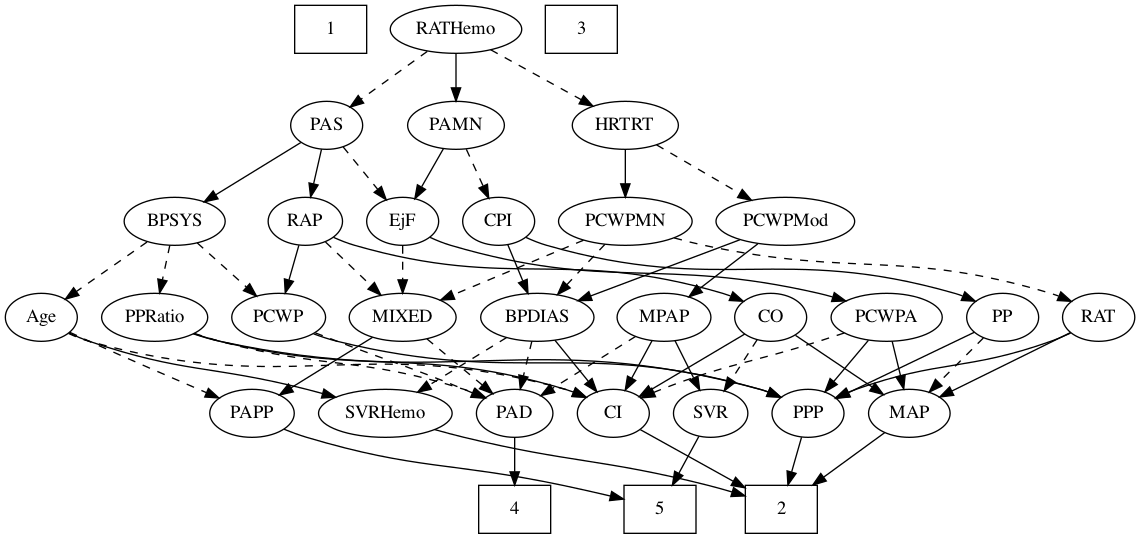 1
RATHemo
3
PAS
PAMN
HRTRT
BPSYS
RAP
EjF
CPI
PCWPMN
PCWPMod
Age
PPRatio
PCWP
MIXED
BPDIAS
MPAP
CO
PCWPA
PP
RAT
PAPP
SVRHemo
PAD
CI
SVR
PPP
MAP
4
5
2